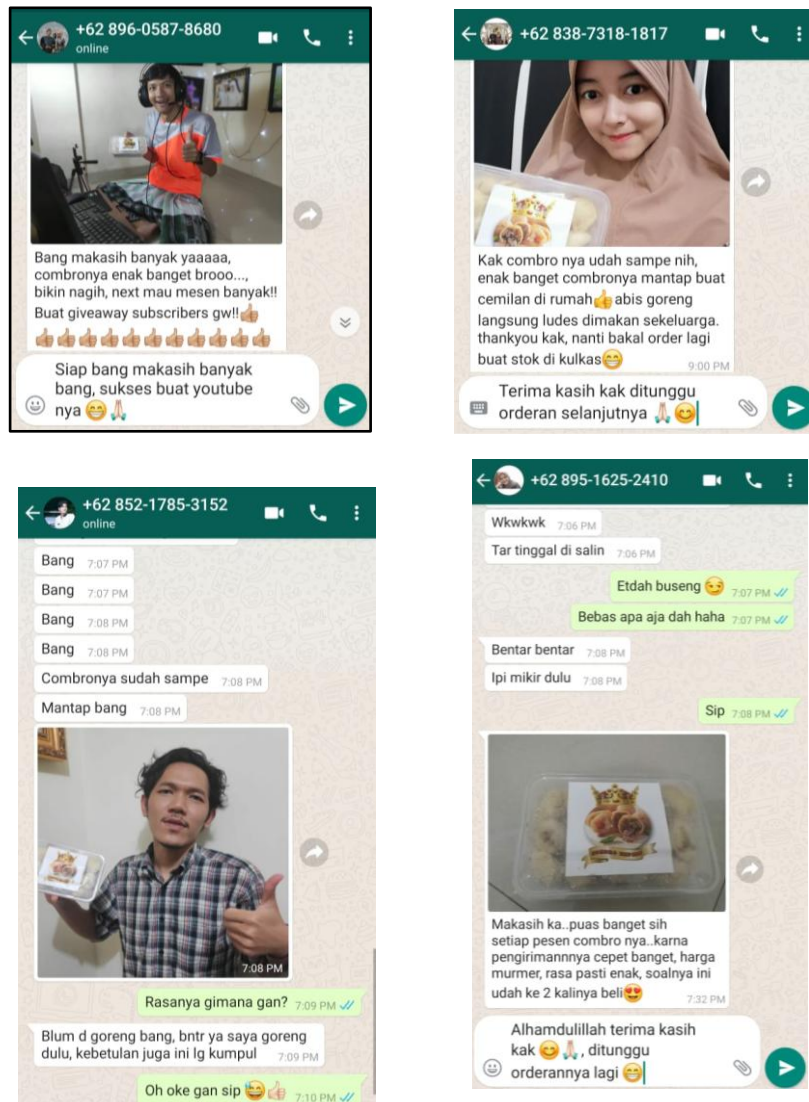 +62 896-0587-8680
online
Bang makasih banyak yaaaaa,
combronya enak banget brooo...,
bikin nagih, next mau mesen banyak!!
Buat giveaway subscribers gw!!👍🏼
👍🏼👍🏼👍🏼👍🏼👍🏼👍🏼👍🏼👍🏼👍🏼👍🏼👍🏼
Siap bang makasih banyak
bang, sukses buat youtube
nya 😁🙏🏻
+62 838-7318-1817
Kak combro nya udah sampe nih,
enak banget combronya mantap buat
cemilan di rumah👍abis goreng
langsung ludes dimakan sekeluarga.
thankyou kak, nanti bakal order lagi
buat stok di kulkas😁
9:00 PM
Terima kasih kak ditunggu
orderan selanjutnya 🙏🏻😊
+62 852-1785-3152
online
Bang 7:07 PM
Bang 7:07 PM
Bang 7:08 PM
Bang 7:08 PM
Combronya sudah sampe 7:08 PM
Mantap bang 7:08 PM
7:08 PM
Rasanya gimana gan? 7:09 PM
Blum d goreng bang, bntr ya saya goreng
dulu, kebetulan juga ini lg kumpul 7:09 PM
Oh oke gan sip 😅👍🏻 7:10 PM
+62 895-1625-2410
Wkwkwk 7:06 PM
Tar tinggal di salin 7:06 PM
Etdah buseng 😏 7:07 PM
Bebas apa aja dah haha 7:07 PM
Bentar bentar 7:08 PM
Ipi mikir dulu 7:08 PM
Sip 7:08 PM
Makasih ka..puas banget sih
setiap pesen combro nya..karna
pengirimannnya cepet banget, harga
murmer, rasa pasti enak, soalnya ini
udah ke 2 kalinya beli😍
7:32 PM
Alhamdulillah terima kasih
kak 😊🙏🏻, ditunggu
orderannya lagi 😁